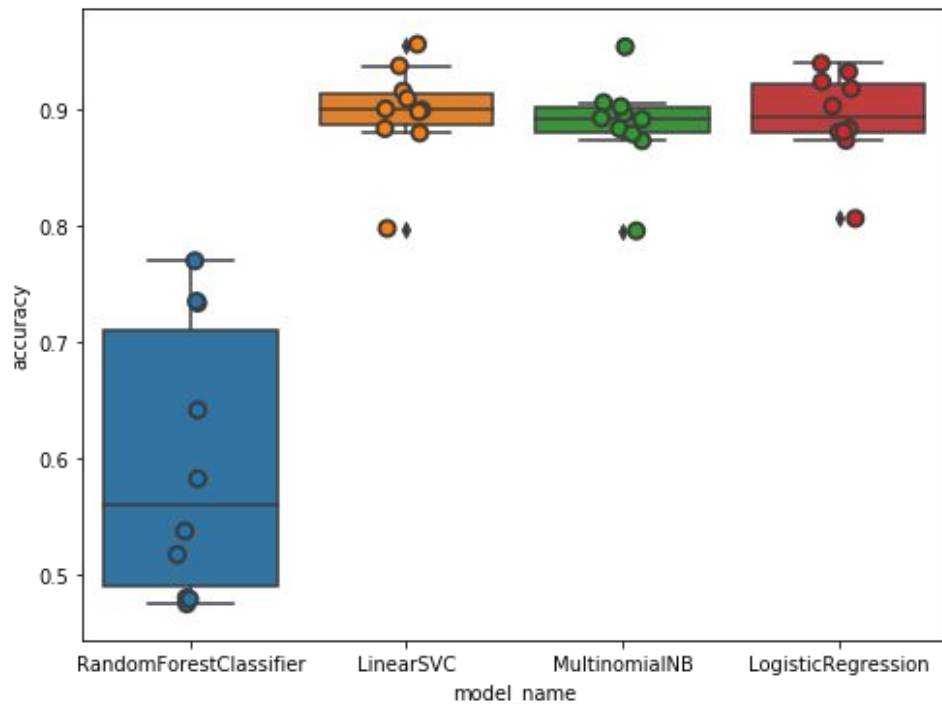 accuracy
0.9
0.8
0.7
0.6
0.5
RandomForestClassifier LinearSVC MultinomialNB LogisticRegression
model_name